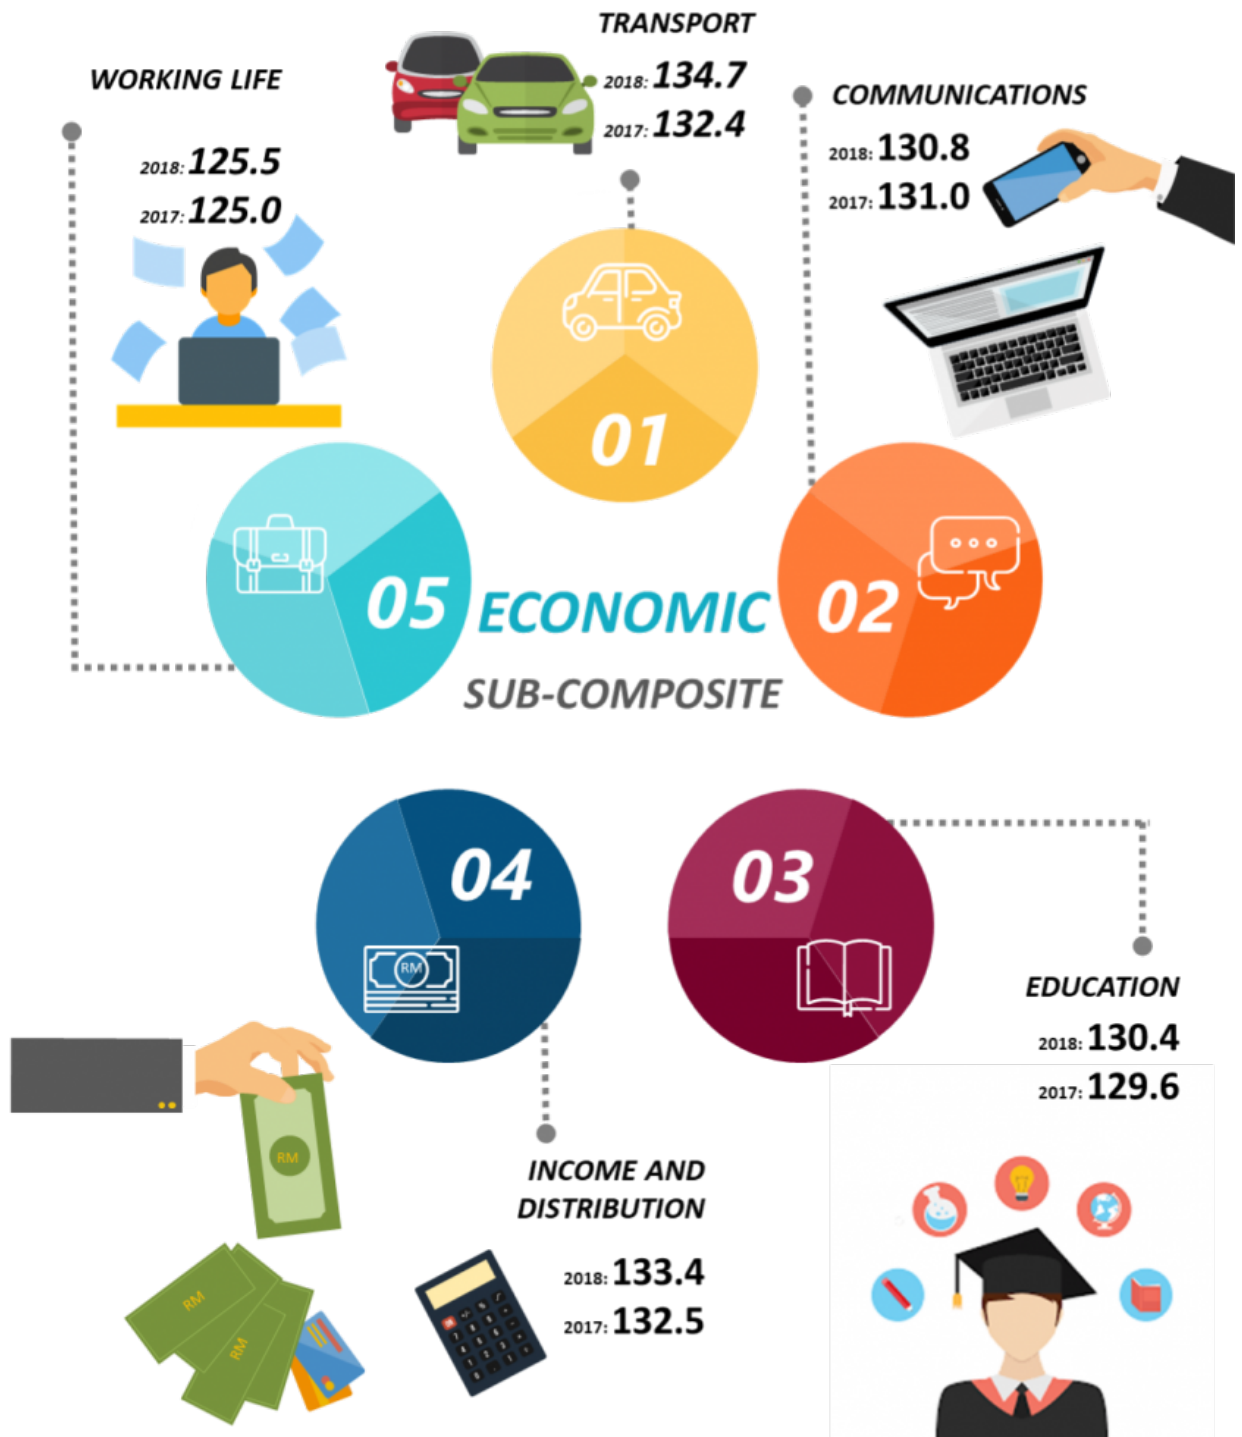 TRANSPORT
2018: 134.7
2017: 132.4
WORKING LIFE
2018: 125.5
2017: 125.0
COMMUNICATIONS
2018: 130.8
2017: 131.0
01
05
02
ECONOMIC
SUB-COMPOSITE
04
03
RM
EDUCATION
2018: 130.4
2017: 129.6
INCOME AND
DISTRIBUTION
2018: 133.4
2017: 132.5
RM
RM
RM